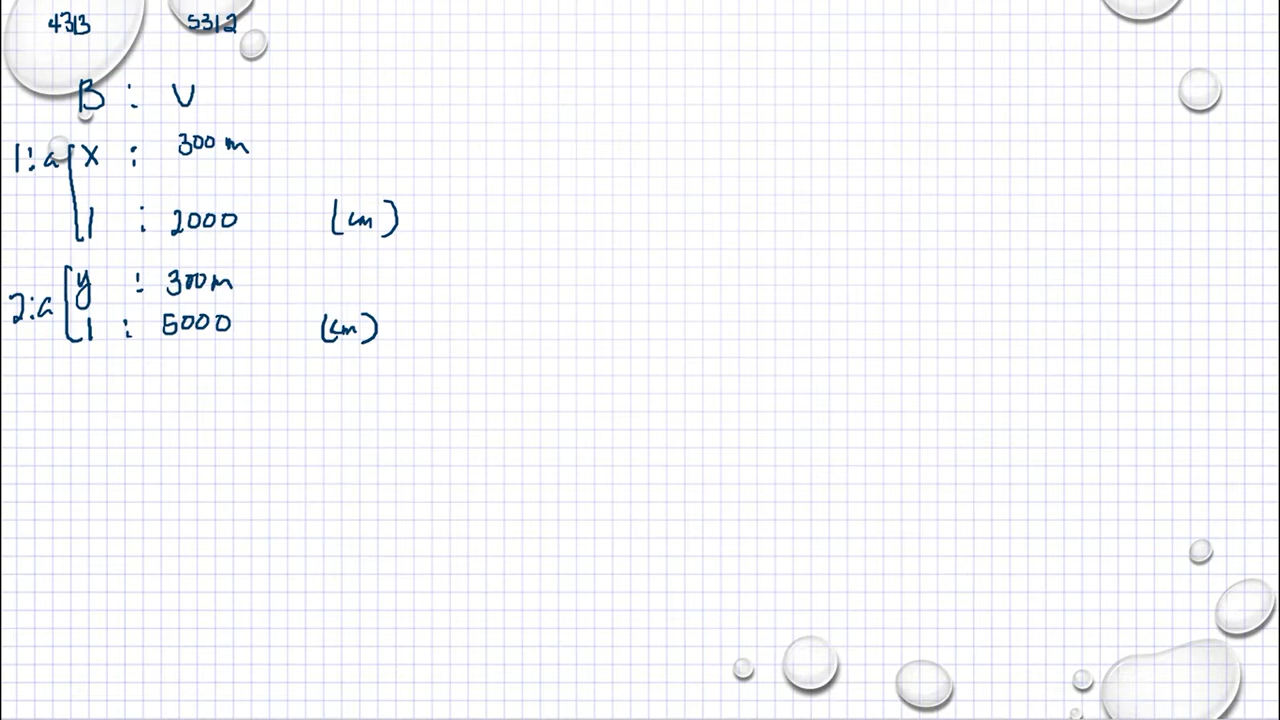 4313 5312
B : V
1:a x : 300 m
1 : 2000 (cm)
2:a y : 300m
1 : 5000 (cm)